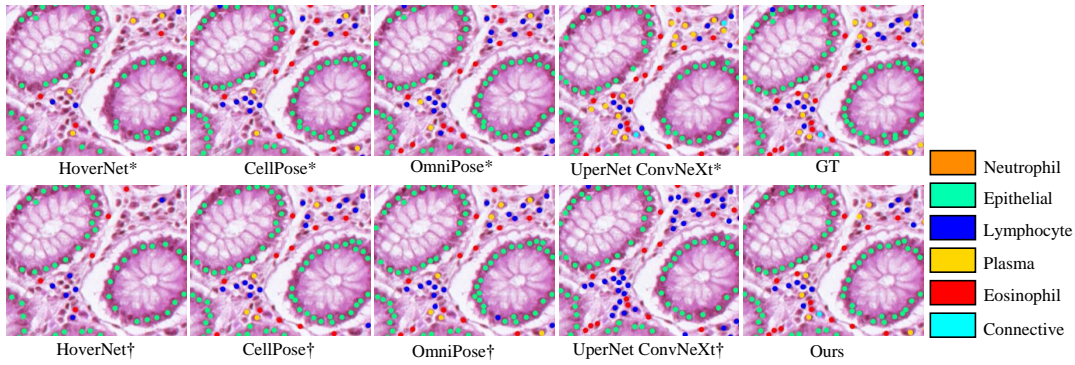 HoverNet*
CellPose*
OmniPose*
UperNet ConvNeXt*
GT
HoverNet†
CellPose†
OmniPose†
UperNet ConvNeXt†
Ours
Neutrophil
Epithelial
Lymphocyte
Plasma
Eosinophil
Connective